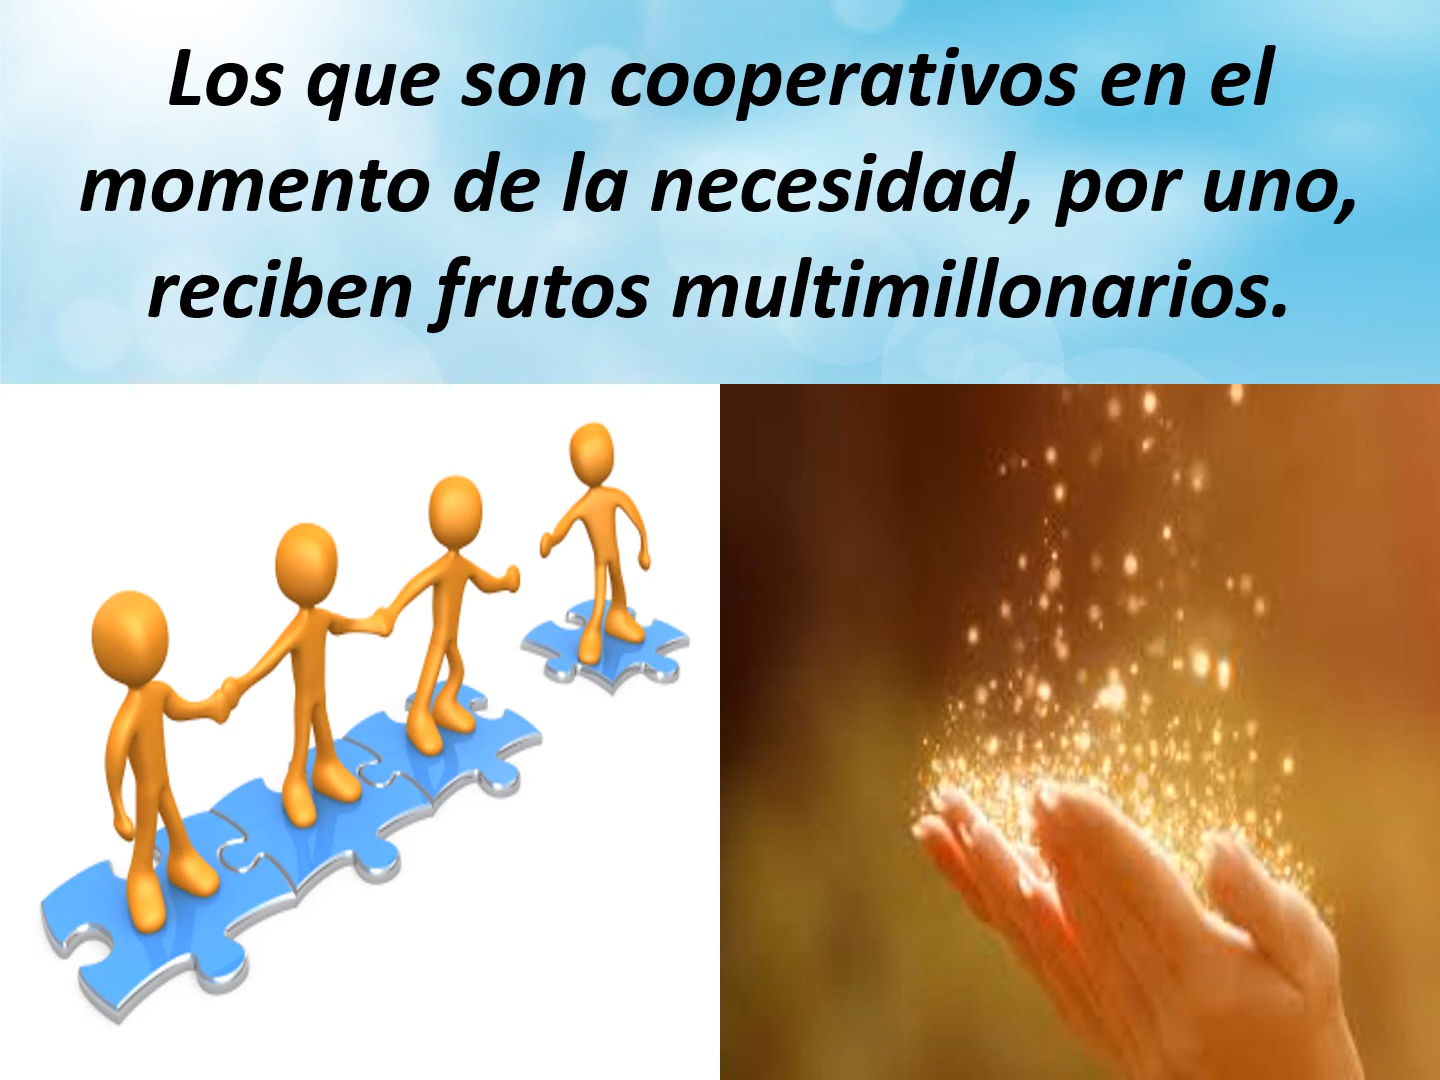 Los que son cooperativos en el
momento de la necesidad, por uno,
reciben frutos multimillonarios.